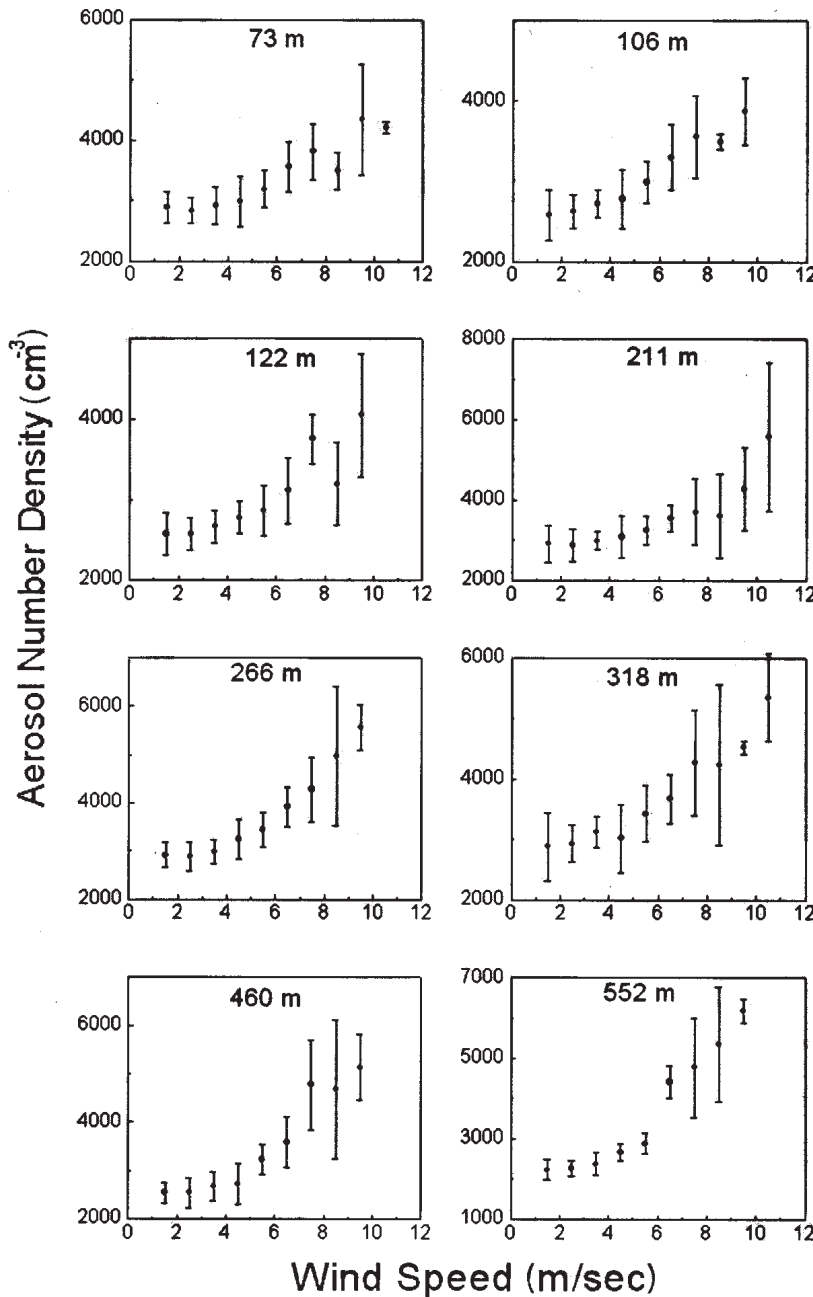 Aerosol Number Density (cm-3)
73 m
6000
4000
2000
0 2 4 6 8 10 12
106 m
4000
2000
0 2 4 6 8 10 12
122 m
4000
2000
0 2 4 6 8 10 12
211 m
8000
6000
4000
2000
0 2 4 6 8 10 12
266 m
6000
4000
2000
0 2 4 6 8 10 12
318 m
6000
4000
2000
0 2 4 6 8 10 12
460 m
6000
4000
2000
0 2 4 6 8 10 12
552 m
7000
5000
3000
1000
0 2 4 6 8 10 12
Wind Speed (m/sec)